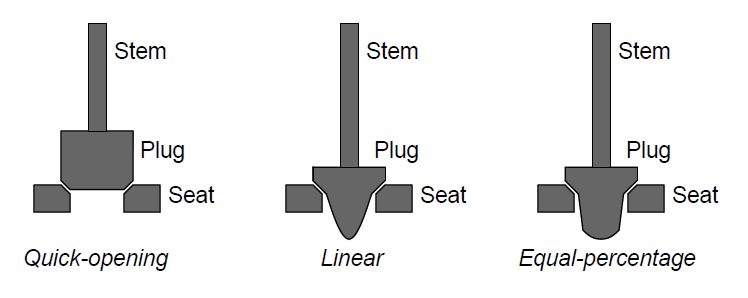 Stem
Stem
Stem
Plug
Plug
Plug
Seat
Seat
Seat
Quick-opening
Linear
Equal-percentage